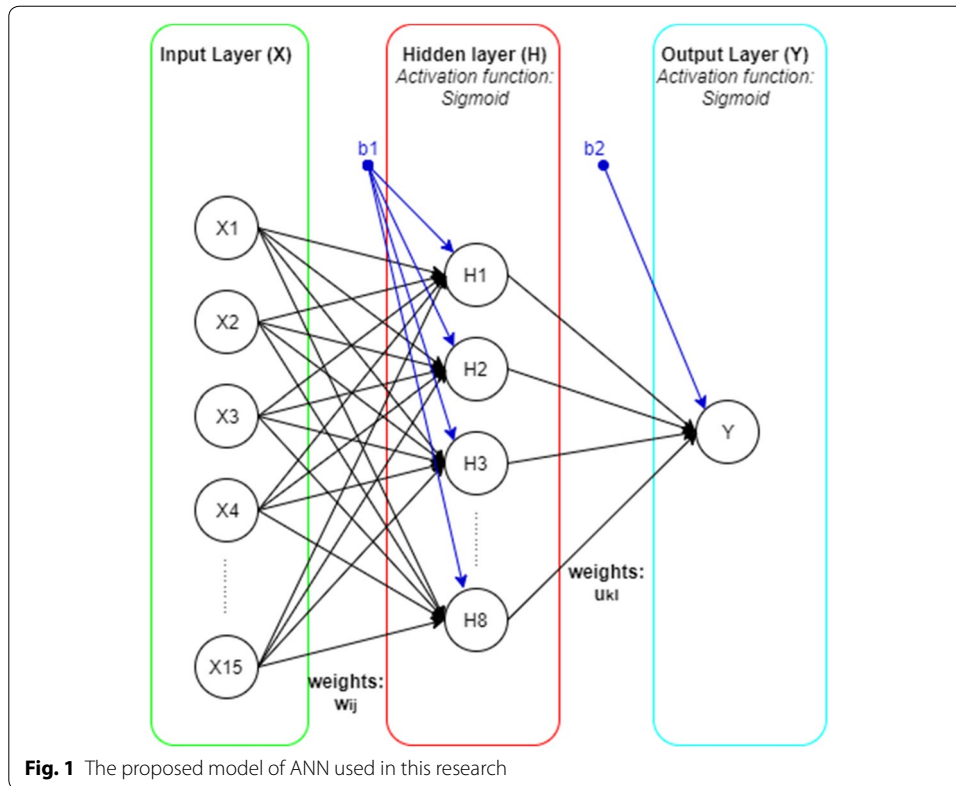 Input Layer (X)
Hidden layer (H)
Activation function:
Sigmoid
Output Layer (Y)
Activation function:
Sigmoid
b1
b2
X1
X2
X3
X4
X15
H1
H2
H3
H8
Y
weights:
wij
weights:
ukl
Fig. 1 The proposed model of ANN used in this research